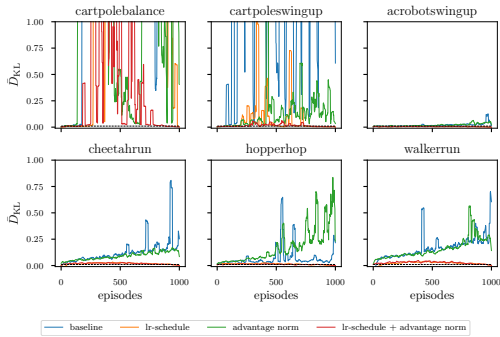 cartpolebalance cartpoleswingup acrobotswingup
1.00
0.75
0.50
0.25
0.00
D̄KL
cheetahrun hopperhop walkerrun
1.00
0.75
0.50
0.25
0.00
D̄KL
0 500 1000 0 500 1000 0 500 1000
episodes episodes episodes
baseline lr-schedule advantage norm lr-schedule + advantage norm